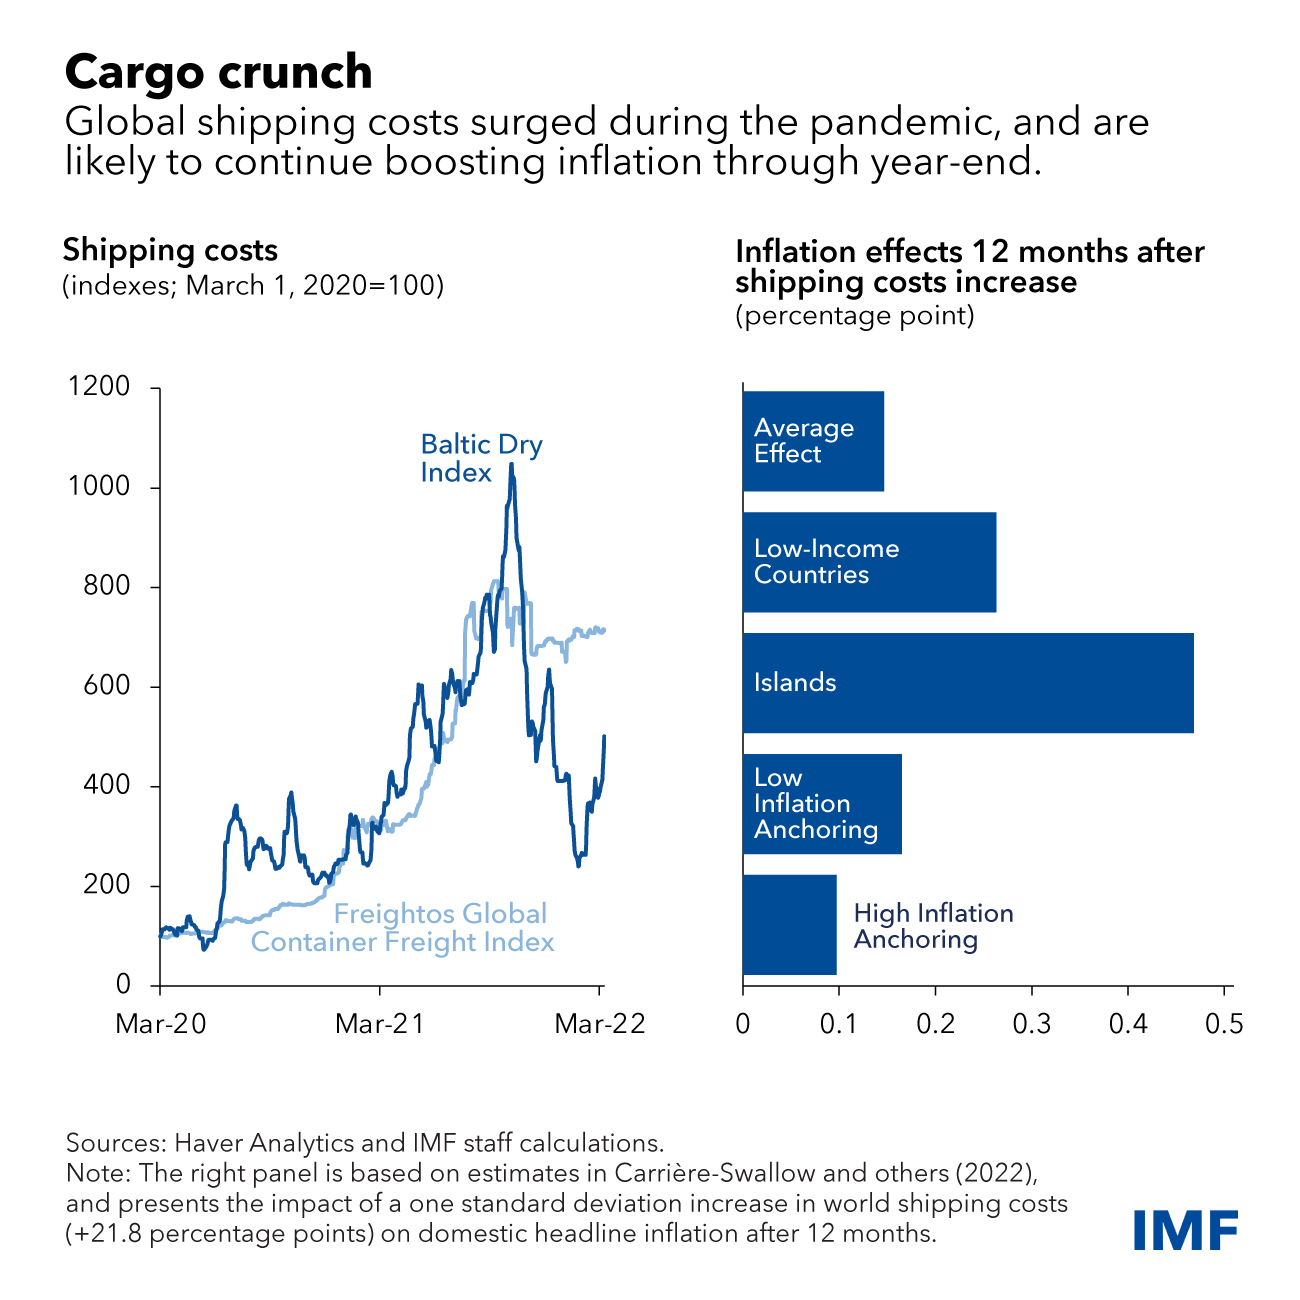 Cargo crunch
Global shipping costs surged during the pandemic, and are
likely to continue boosting inflation through year-end.
Shipping costs
(indexes; March 1, 2020=100)
1200
1000
800
600
400
200
0
Mar-20
Mar-21
Mar-22
Baltic Dry
Index
Freightos Global
Container Freight Index
Inflation effects 12 months after
shipping costs increase
(percentage point)
Average
Effect
Low-Income
Countries
Islands
Low
Inflation
Anchoring
High Inflation
Anchoring
0
0.1
0.2
0.3
0.4
0.5
Sources: Haver Analytics and IMF staff calculations.
Note: The right panel is based on estimates in Carrière-Swallow and others (2022),
and presents the impact of a one standard deviation increase in world shipping costs
(+21.8 percentage points) on domestic headline inflation after 12 months.
IMF